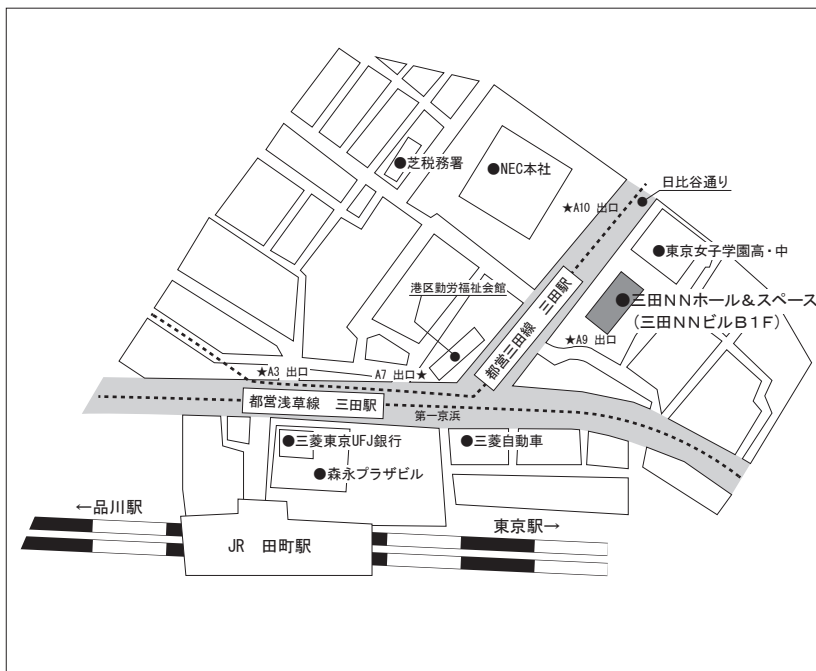 ●芝税務署
●NEC本社
日比谷通り
★A10 出口
●東京女子学園高・中
港区勤労福祉会館
都営三田線 三田駅
●三田NNホール&スペース
(三田NNビルB1F)
★A9 出口
★A3 出口
A7 出口★
都営浅草線 三田駅
第一京浜
●三菱東京UFJ銀行
●三菱自動車
●森永プラザビル
←品川駅
東京駅→
JR 田町駅